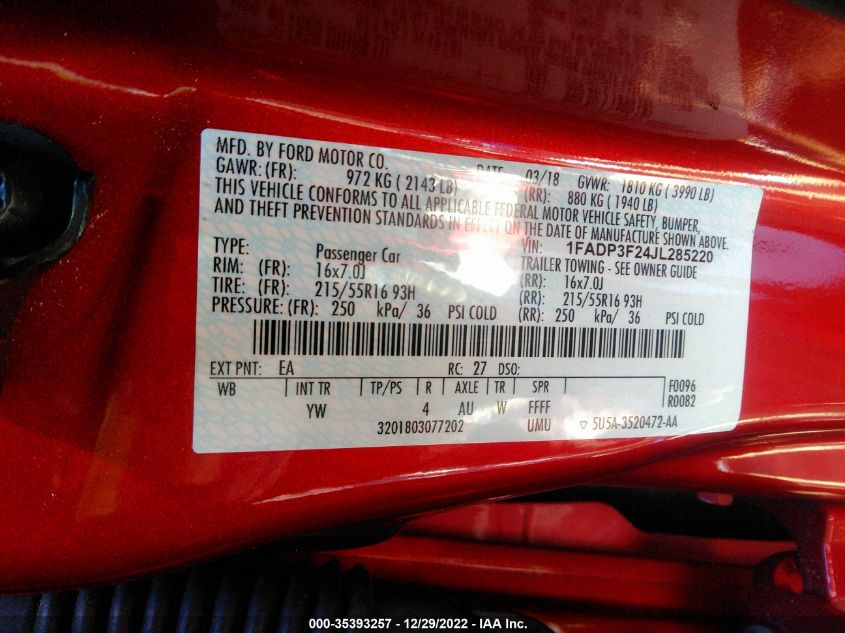 MFD. BY FORD MOTOR CO. DATE 03/18 GVWR: 1810 KG ( 3990 LB)
GAWR: (FR): 972 KG ( 2143 LB) (RR): 880 KG ( 1940 LB)
THIS VEHICLE CONFORMS TO ALL APPLICABLE FEDERAL MOTOR VEHICLE SAFETY, BUMPER,
AND THEFT PREVENTION STANDARDS IN EFFECT ON THE DATE OF MANUFACTURE SHOWN ABOVE.
VIN: 1FADP3F24JL285220
TYPE: Passenger Car TRAILER TOWING - SEE OWNER GUIDE
RIM: (FR): 16x7.0J (RR): 16x7.0J
TIRE: (FR): 215/55R16 93H (RR): 215/55R16 93H
PRESSURE: (FR): 250 kPa/ 36 PSI COLD (RR): 250 kPa/ 36 PSI COLD
EXT PNT: EA RC: 27 DSO: F0096
WB INT TR TP/PS R AXLE TR SPR R0082
YW 4 AU W FFFF
3201803077202 UMU ▽ 5U5A-3520472-AA
000-35393257 - 12/29/2022 - IAA Inc.